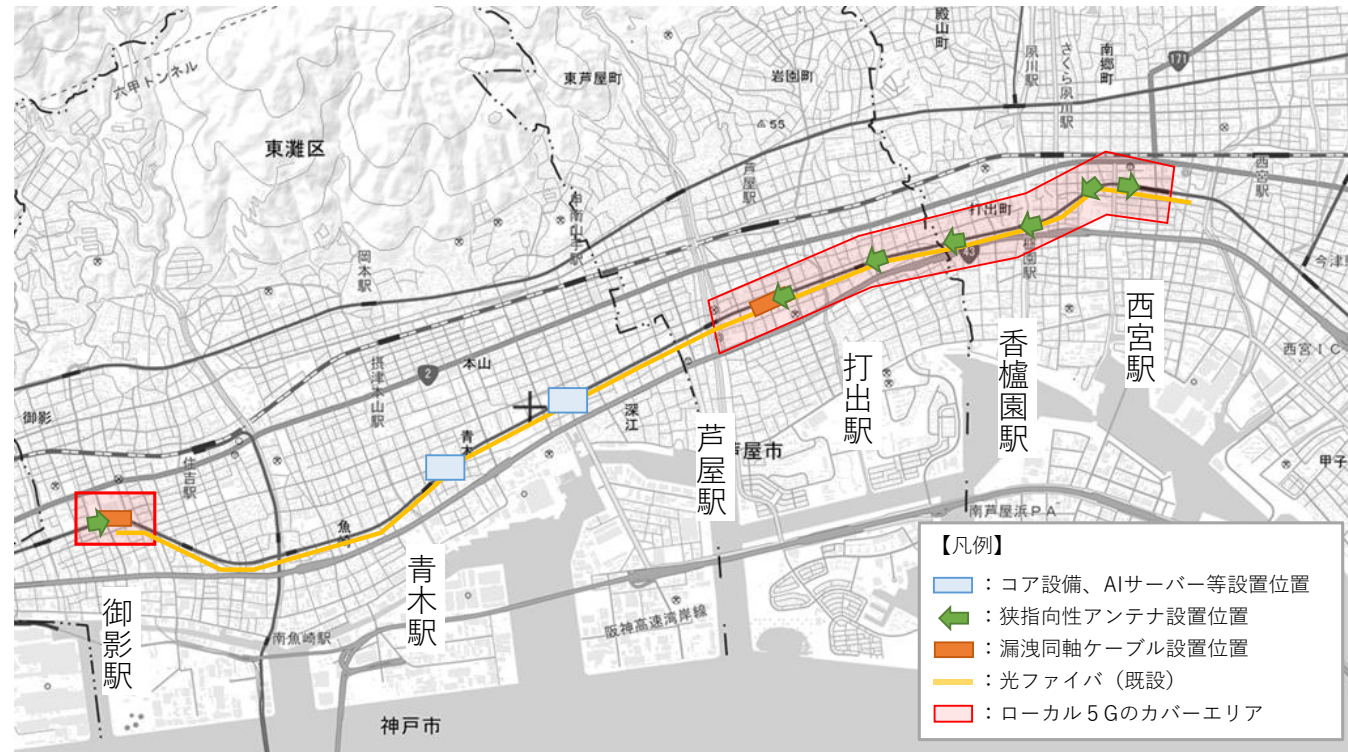 六甲トンネル
東灘区
東芦屋町
岩園町
殿山町
夙川駅
さくら夙川駅
南郷町
171
55
芦屋駅
西宮駅
甲南山手駅
岡本駅
打出町
43
今津
西宮駅
香櫨園駅
打出駅
芦屋駅
西宮IC
摂津本山駅
2
本山
御影
住吉駅
青木
深江
芦屋市
甲子
魚崎
青木駅
御影駅
南魚崎駅
阪神高速湾岸線
南芦屋浜PA
神戸市
【凡例】
：コア設備、AIサーバー等設置位置
：狭指向性アンテナ設置位置
：漏洩同軸ケーブル設置位置
：光ファイバ（既設）
：ローカル５Gのカバーエリア